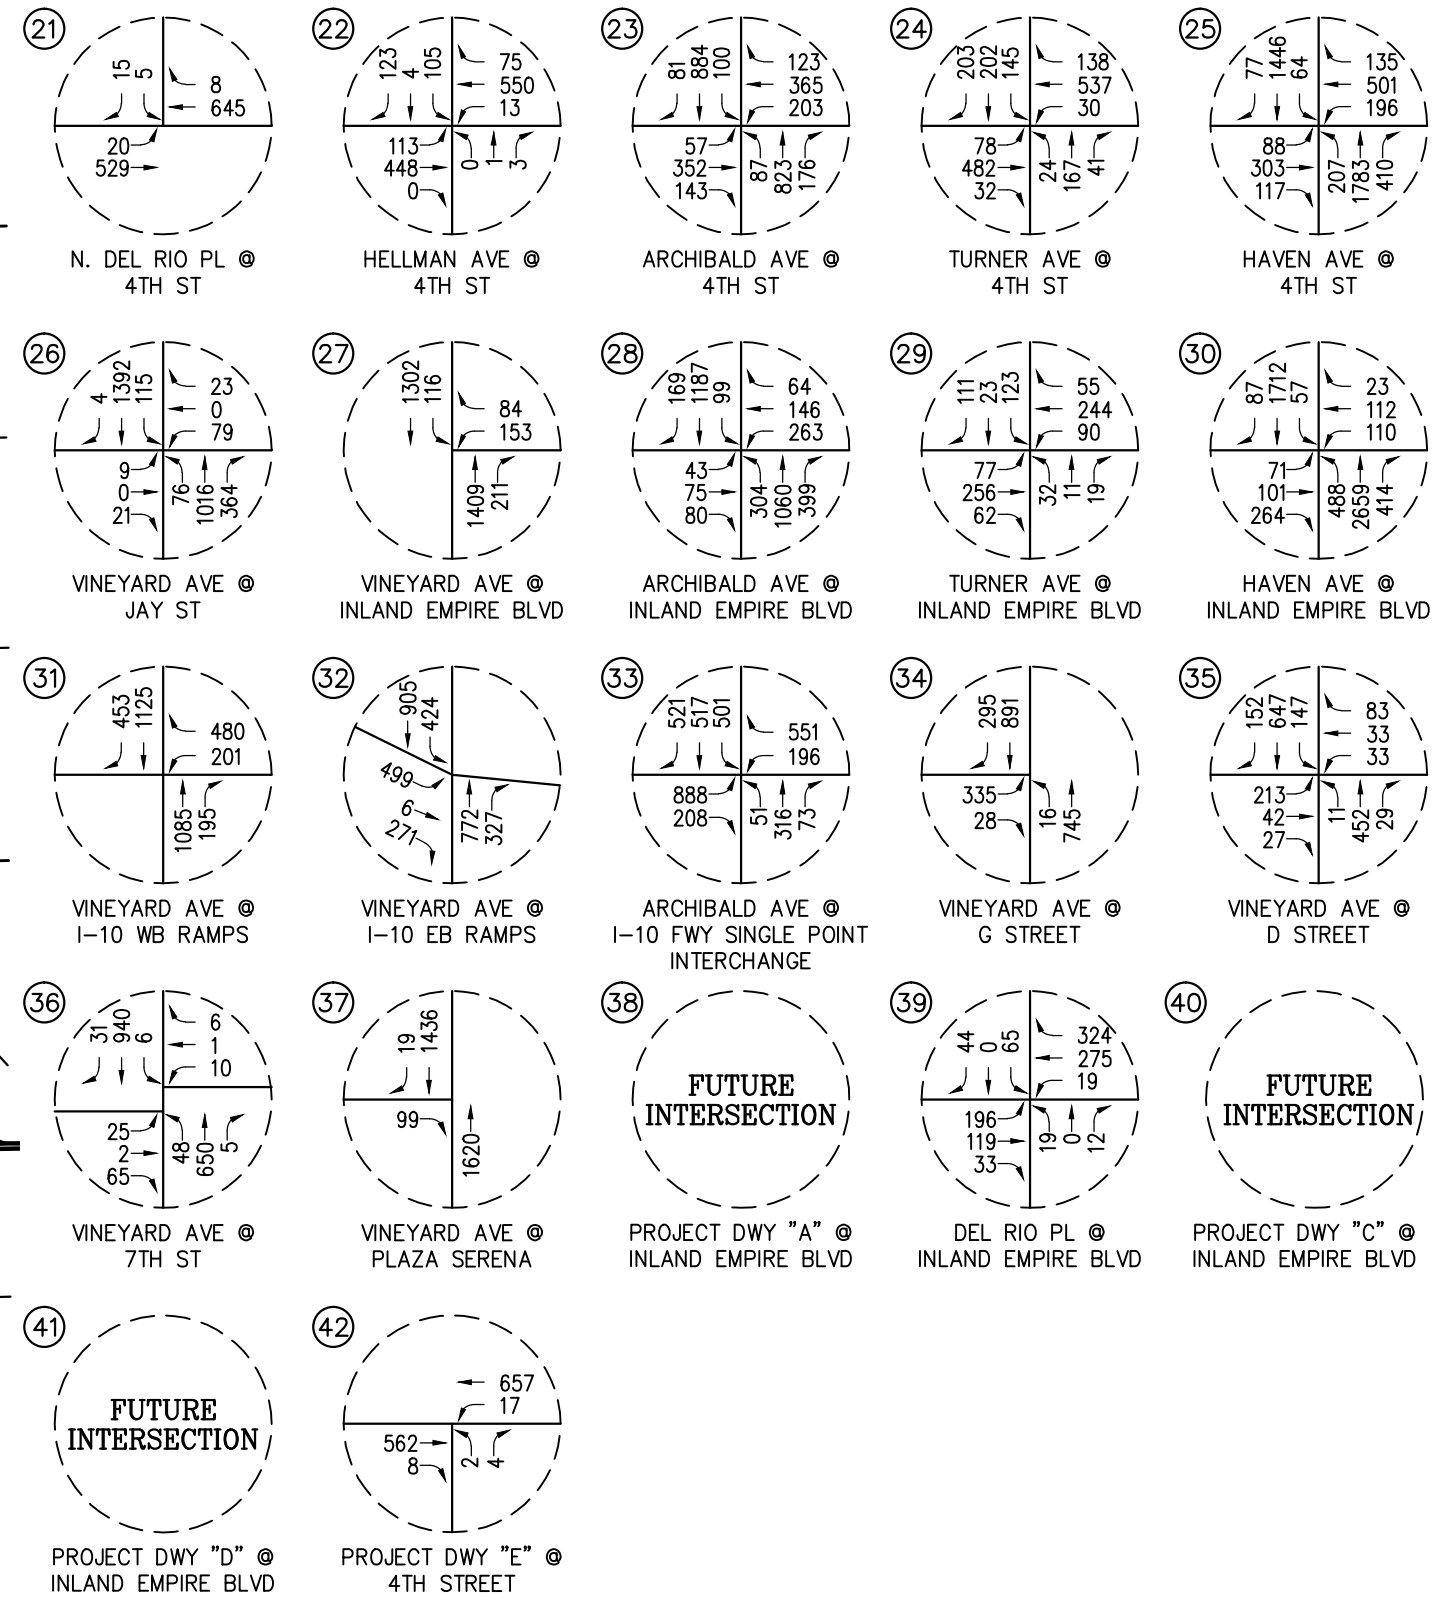 21
15 5
8
645
20
529
N. DEL RIO PL @
4TH ST
22
123 4 105
75
550
13
113
448
0
0 1 3
HELLMAN AVE @
4TH ST
23
81 884 100
123
365
203
57
352
143
87 823 176
ARCHIBALD AVE @
4TH ST
24
203 202 145
138
537
30
78
482
32
24 167 41
TURNER AVE @
4TH ST
25
77 1446 64
135
501
196
88
303
117
207 1783 410
HAVEN AVE @
4TH ST
26
4 1392 115
23
0
79
9
0
21
76 1016 364
VINEYARD AVE @
JAY ST
27
1302 116
84
153
1409 211
VINEYARD AVE @
INLAND EMPIRE BLVD
28
169 1187 99
64
146
263
43
75
80
304 1060 399
ARCHIBALD AVE @
INLAND EMPIRE BLVD
29
111 23 123
55
244
90
77
256
62
32 11 19
TURNER AVE @
INLAND EMPIRE BLVD
30
87 1712 57
23
112
110
71
101
264
488 2659 414
HAVEN AVE @
INLAND EMPIRE BLVD
31
453 1125
480
201
1085 195
VINEYARD AVE @
I-10 WB RAMPS
32
905 424
499
6
271
772 327
VINEYARD AVE @
I-10 EB RAMPS
33
521 517 501
551
196
888
208
51 316 73
ARCHIBALD AVE @
I-10 FWY SINGLE POINT
INTERCHANGE
34
295 891
335
28
16 745
VINEYARD AVE @
G STREET
35
152 647 147
83
33
33
213
42
27
11 452 29
VINEYARD AVE @
D STREET
36
31 940 6
6
1
10
25
2
65
48 650 5
VINEYARD AVE @
7TH ST
37
19 1436
99
1620
VINEYARD AVE @
PLAZA SERENA
38
FUTURE
INTERSECTION
PROJECT DWY "A" @
INLAND EMPIRE BLVD
39
44 0 65
324
275
19
196
119
33
19 0 12
DEL RIO PL @
INLAND EMPIRE BLVD
40
FUTURE
INTERSECTION
PROJECT DWY "C" @
INLAND EMPIRE BLVD
41
FUTURE
INTERSECTION
PROJECT DWY "D" @
INLAND EMPIRE BLVD
42
657
17
562
8
2 4
PROJECT DWY "E" @
4TH STREET